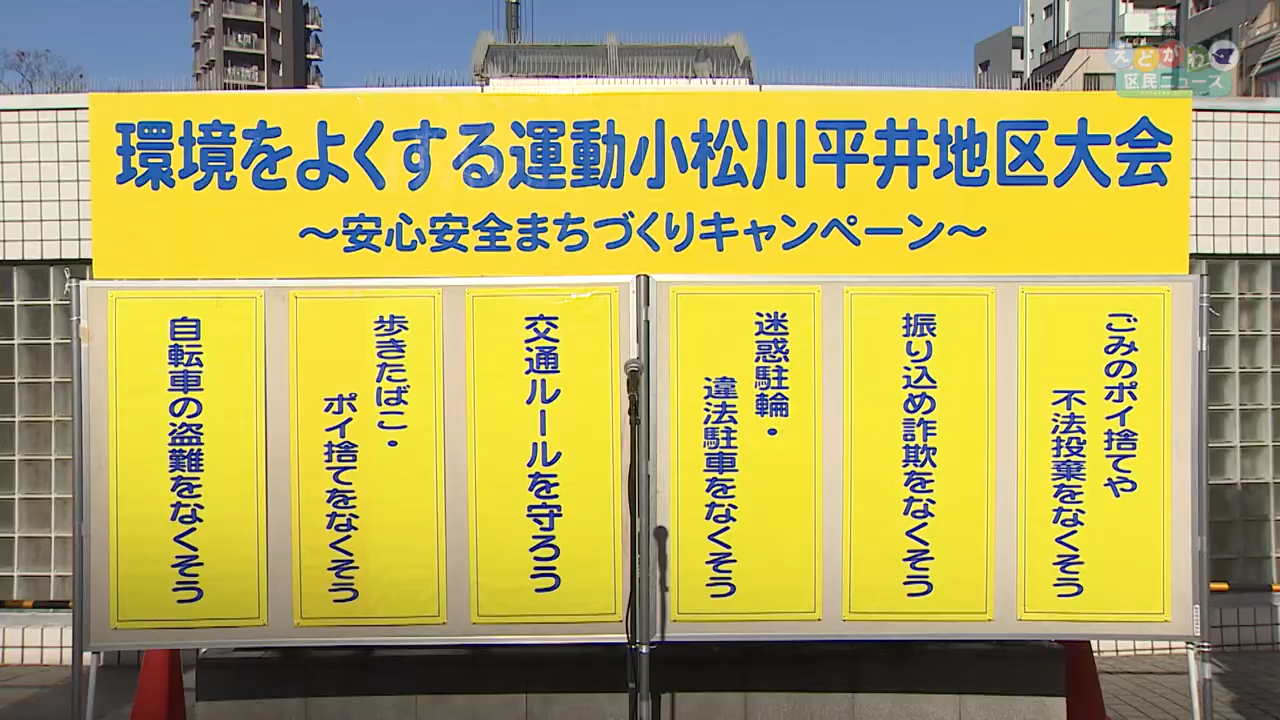 えどがわ
区民ニュース
環境をよくする運動小松川平井地区大会
～安心安全まちづくりキャンペーン～
ごみのポイ捨てや
不法投棄をなくそう
振り込め詐欺をなくそう
迷惑駐輪・
違法駐車をなくそう
交通ルールを守ろう
歩きたばこ・
ポイ捨てをなくそう
自転車の盗難をなくそう